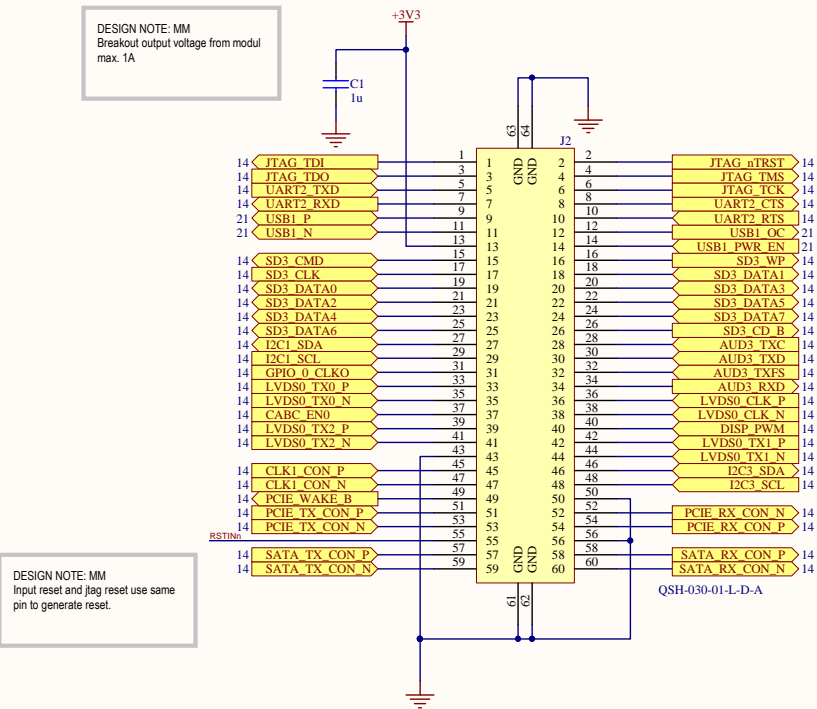 DESIGN NOTE: MM
Breakout output voltage from modul
max. 1A
+3V3
C1
1u
63 64
J2
GND GND
14 JTAG_TDI 1 1 2 2 JTAG_nTRST 14
14 JTAG_TDO 3 3 4 4 JTAG_TMS 14
14 UART2_TXD 5 5 6 6 JTAG_TCK 14
14 UART2_RXD 7 7 8 8 UART2_CTS 14
21 USB1_P 9 9 10 10 UART2_RTS 14
21 USB1_N 11 11 12 12 USB1_OC 21
13 13 14 14 USB1_PWR_EN 21
14 SD3_CMD 15 15 16 16 SD3_WP 14
14 SD3_CLK 17 17 18 18 SD3_DATA1 14
14 SD3_DATA0 19 19 20 20 SD3_DATA3 14
14 SD3_DATA2 21 21 22 22 SD3_DATA5 14
14 SD3_DATA4 23 23 24 24 SD3_DATA7 14
14 SD3_DATA6 25 25 26 26 SD3_CD_B 14
14 I2C1_SDA 27 27 28 28 AUD3_TXC 14
14 I2C1_SCL 29 29 30 30 AUD3_TXD 14
14 GPIO_0_CLKO 31 31 32 32 AUD3_TXFS 14
14 LVDS0_TX0_P 33 33 34 34 AUD3_RXD 14
14 LVDS0_TX0_N 35 35 36 36 LVDS0_CLK_P 14
14 CABC_EN0 37 37 38 38 LVDS0_CLK_N 14
14 LVDS0_TX2_P 39 39 40 40 DISP_PWM 14
14 LVDS0_TX2_N 41 41 42 42 LVDS0_TX1_P 14
43 43 44 44 LVDS0_TX1_N 14
14 CLK1_CON_P 45 45 46 46 I2C3_SDA 14
14 CLK1_CON_N 47 47 48 48 I2C3_SCL 14
14 PCIE_WAKE_B 49 49 50 50
14 PCIE_TX_CON_P 51 51 52 52 PCIE_RX_CON_N 14
14 PCIE_TX_CON_N 53 53 54 54 PCIE_RX_CON_P 14
RSTINn 55 55 56 56
14 SATA_TX_CON_P 57 57 58 58 SATA_RX_CON_P 14
14 SATA_TX_CON_N 59 59 60 60 SATA_RX_CON_N 14
GND GND
61 62
QSH-030-01-L-D-A
DESIGN NOTE: MM
Input reset and jtag reset use same
pin to generate reset.